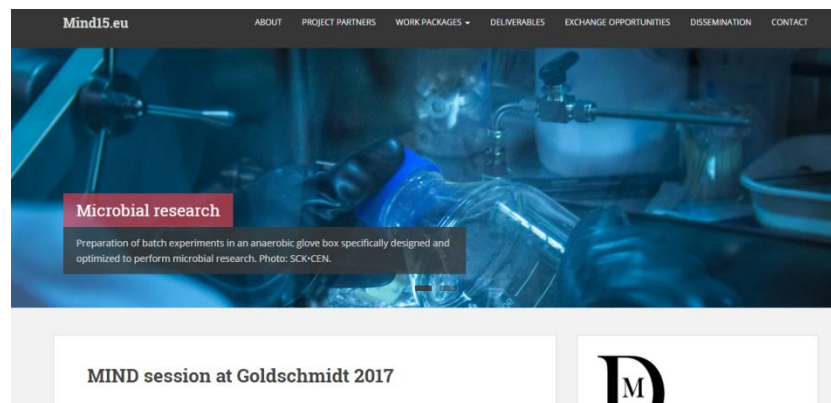 Mind15.eu
ABOUT PROJECT PARTNERS WORK PACKAGES DELIVERABLES EXCHANGE OPPORTUNITIES DISSEMINATION CONTACT
Microbial research
Preparation of batch experiments in an anaerobic glove box specifically designed and
optimized to perform microbial research. Photo: SCK•CEN.
MIND session at Goldschmidt 2017
D
M